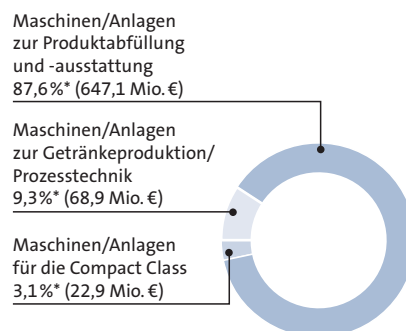 Maschinen/Anlagen
zur Produktabfüllung
und -ausstattung
87,6%* (647,1 Mio. €)
Maschinen/Anlagen
zur Getränkeproduktion/
Prozesstechnik
9,3%* (68,9 Mio. €)
Maschinen/Anlagen
für die Compact Class
3,1%* (22,9 Mio. €)